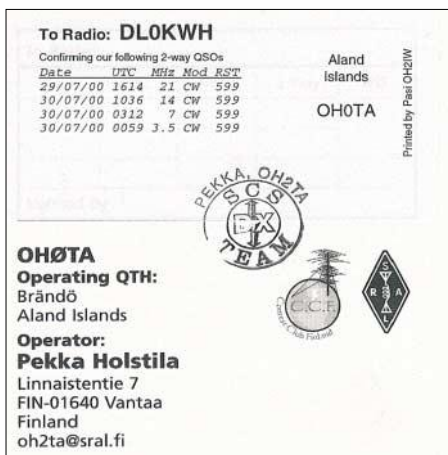 To Radio: DL0KWH
Confirming our following 2-way QSOs
Date UTC MHz Mod RST
29/07/00 1614 21 CW 599
30/07/00 1036 14 CW 599
30/07/00 0312 7 CW 599
30/07/00 0059 3.5 CW 599
Aland
Islands
OH0TA
Printed by Pasi OH2IW
PEKKA, OH2TA
SCS
DX
TEAM
OHØTA
Operating QTH:
Brändö
Aland Islands
Operator:
Pekka Holstila
Linnaistentie 7
FIN-01640 Vantaa
Finland
oh2ta@sral.fi
C.C.F.
Contest Club Finland
S
R A
L